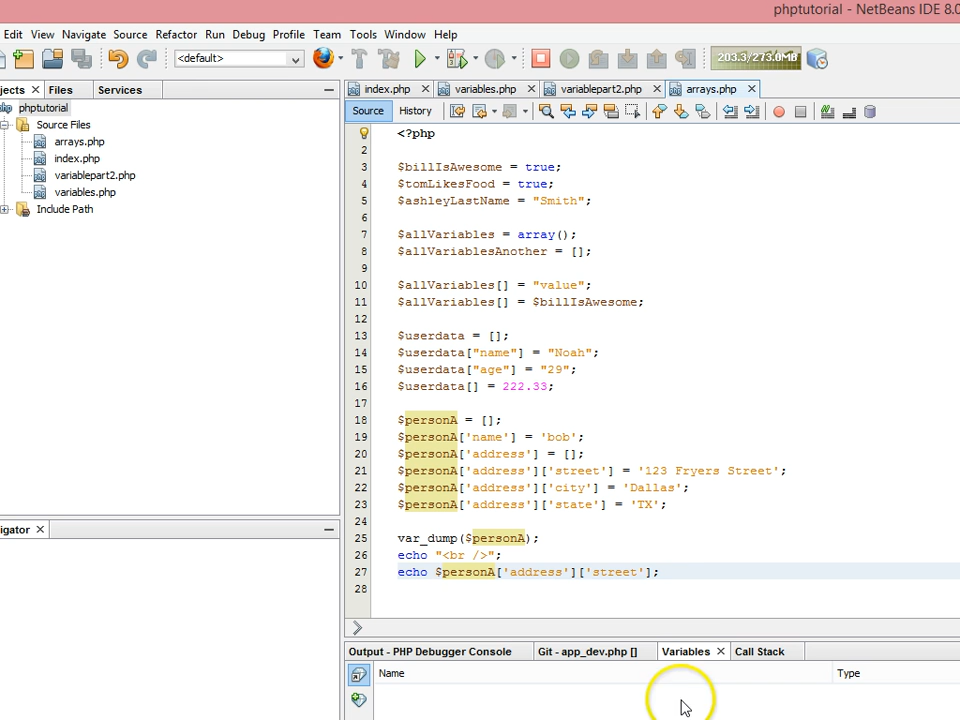 phptutorial - NetBeans IDE 8.0
Edit View Navigate Source Refactor Run Debug Profile Team Tools Window Help
<default> 203.3/273.0MB
Files Services index.php variables.php variablepart2.php arrays.php
Source History
phptutorial
Source Files
arrays.php
index.php
variablepart2.php
variables.php
Include Path
1 <?php
2
3 $billIsAwesome = true;
4 $tomLikesFood = true;
5 $ashleyLastName = "Smith";
6
7 $allVariables = array();
8 $allVariablesAnother = [];
9
10 $allVariables[] = "value";
11 $allVariables[] = $billIsAwesome;
12
13 $userdata = [];
14 $userdata["name"] = "Noah";
15 $userdata["age"] = "29";
16 $userdata[] = 222.33;
17
18 $personA = [];
19 $personA['name'] = 'bob';
20 $personA['address'] = [];
21 $personA['address']['street'] = '123 Fryers Street';
22 $personA['address']['city'] = 'Dallas';
23 $personA['address']['state'] = 'TX';
24
25 var_dump($personA);
26 echo "<br />";
27 echo $personA['address']['street'];
28
Output - PHP Debugger Console Git - app_dev.php [] Variables Call Stack
Name Type